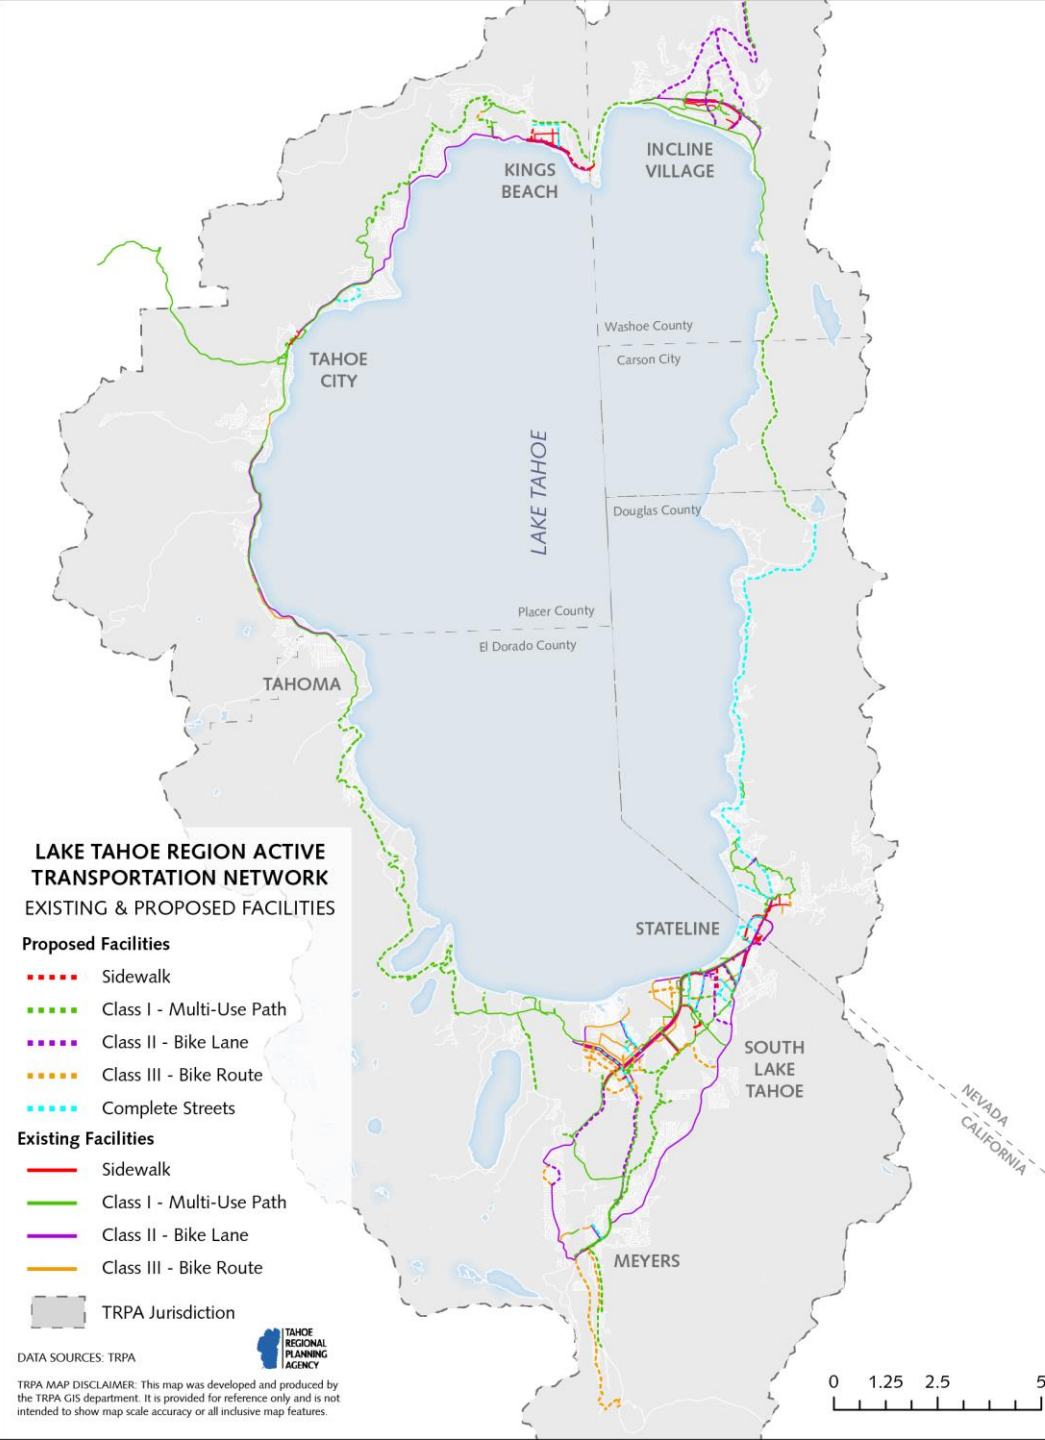 INCLINE
VILLAGE
KINGS
BEACH
Washoe County
Carson City
TAHOE
CITY
LAKE TAHOE
Douglas County
Placer County
El Dorado County
TAHOMA
STATELINE
SOUTH
LAKE
TAHOE
NEVADA
CALIFORNIA
MEYERS
LAKE TAHOE REGION ACTIVE
TRANSPORTATION NETWORK
EXISTING & PROPOSED FACILITIES
Proposed Facilities
Sidewalk
Class I - Multi-Use Path
Class II - Bike Lane
Class III - Bike Route
Complete Streets
Existing Facilities
Sidewalk
Class I - Multi-Use Path
Class II - Bike Lane
Class III - Bike Route
TRPA Jurisdiction
DATA SOURCES: TRPA
TAHOE
REGIONAL
PLANNING
AGENCY
TRPA MAP DISCLAIMER: This map was developed and produced by
the TRPA GIS department. It is provided for reference only and is not
intended to show map scale accuracy or all inclusive map features.
0 1.25 2.5 5